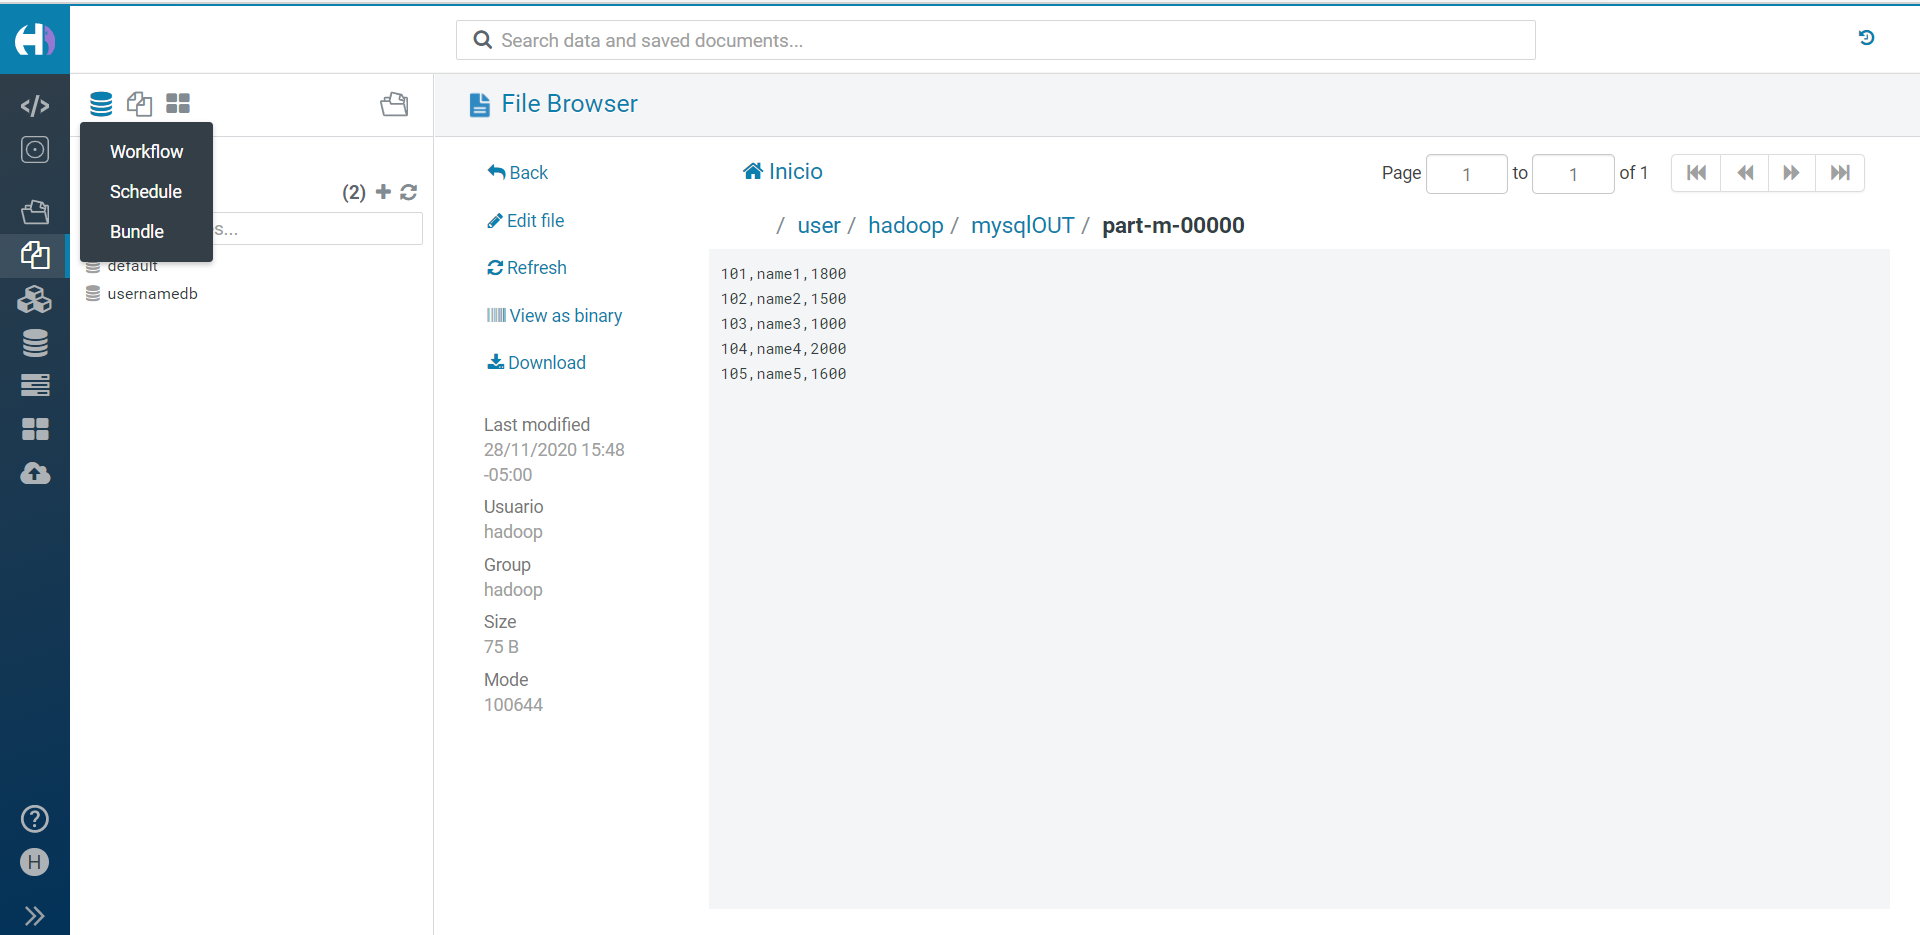 Search data and saved documents...
File Browser
Workflow
Schedule
Bundle
(2)
s...
default
usernamedb
Back
Edit file
Refresh
View as binary
Download
Last modified
28/11/2020 15:48
-05:00
Usuario
hadoop
Group
hadoop
Size
75 B
Mode
100644
Inicio
Page 1 to 1 of 1
/ user / hadoop / mysqlOUT / part-m-00000
101,name1,1800
102,name2,1500
103,name3,1000
104,name4,2000
105,name5,1600
H